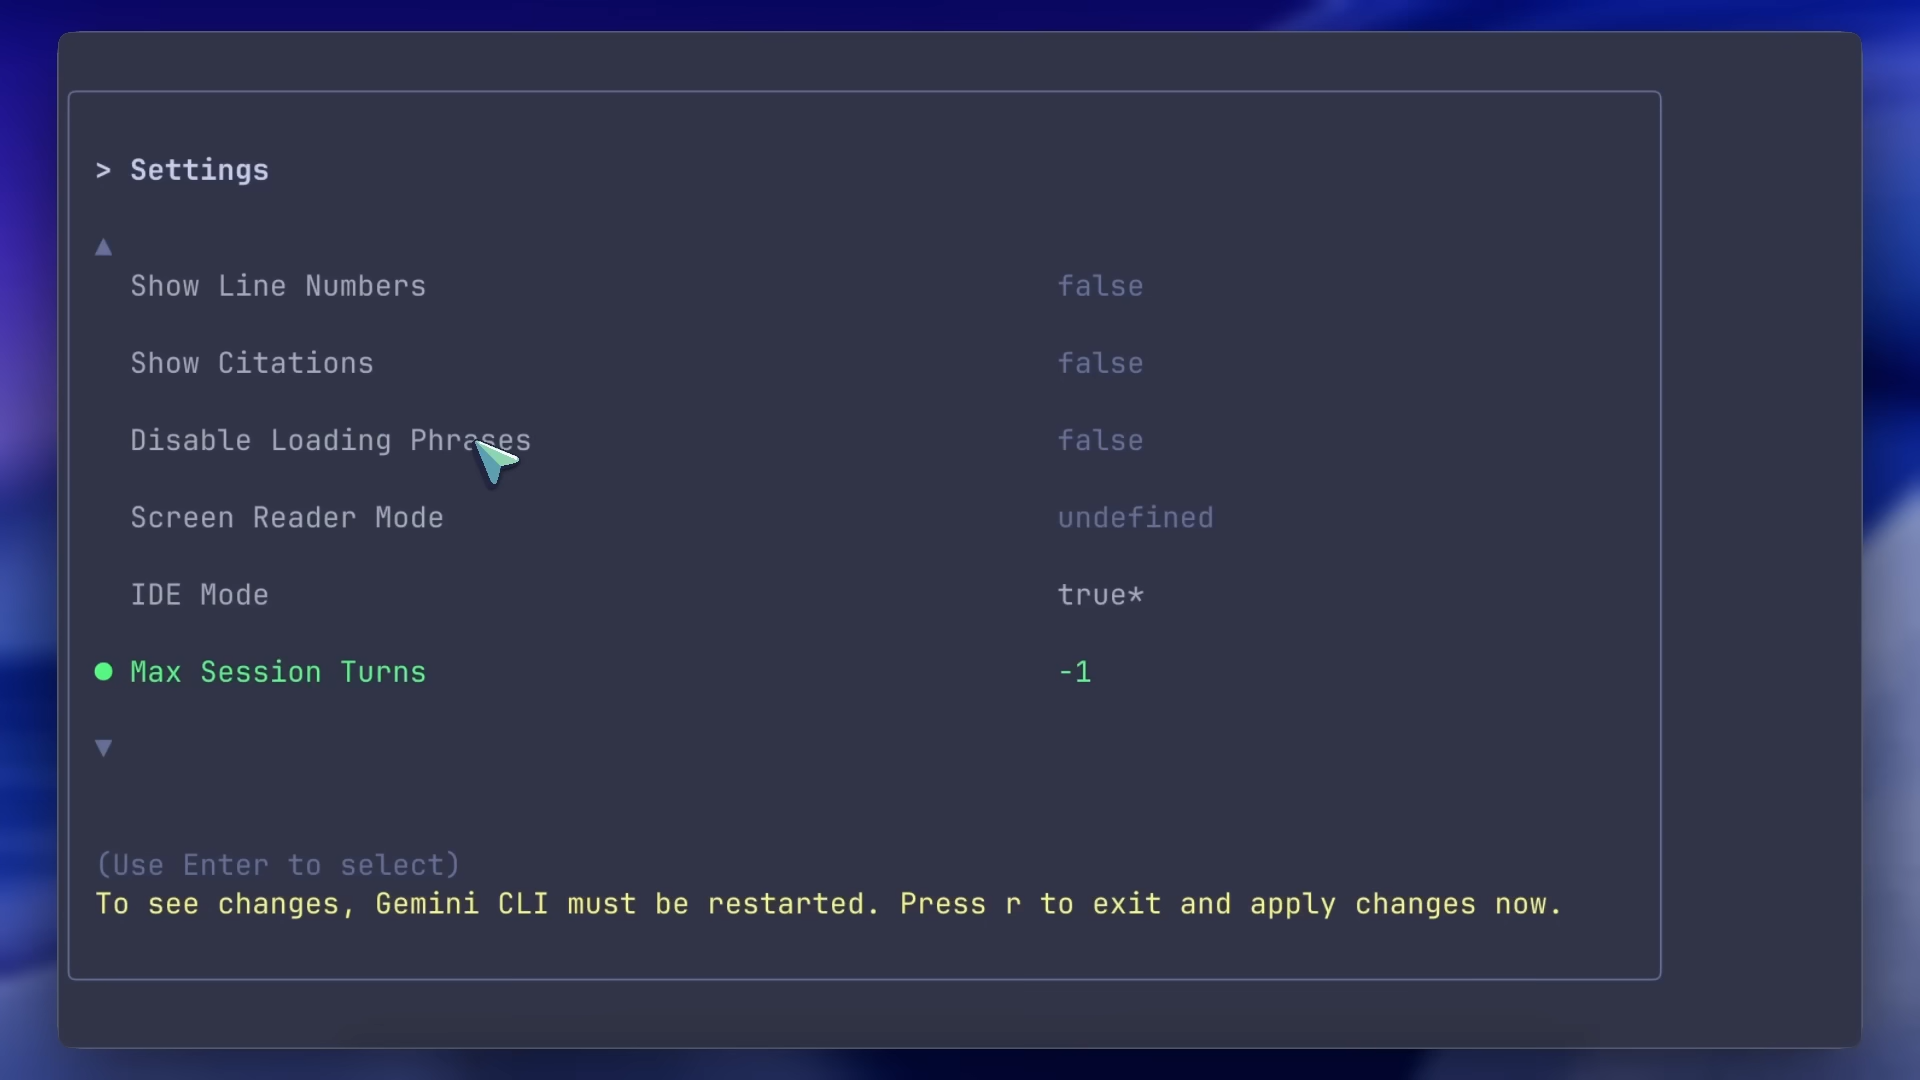 > Settings
▲
Show Line Numbers false
Show Citations false
Disable Loading Phrases false
Screen Reader Mode undefined
IDE Mode true*
● Max Session Turns -1
▼
(Use Enter to select)
To see changes, Gemini CLI must be restarted. Press r to exit and apply changes now.